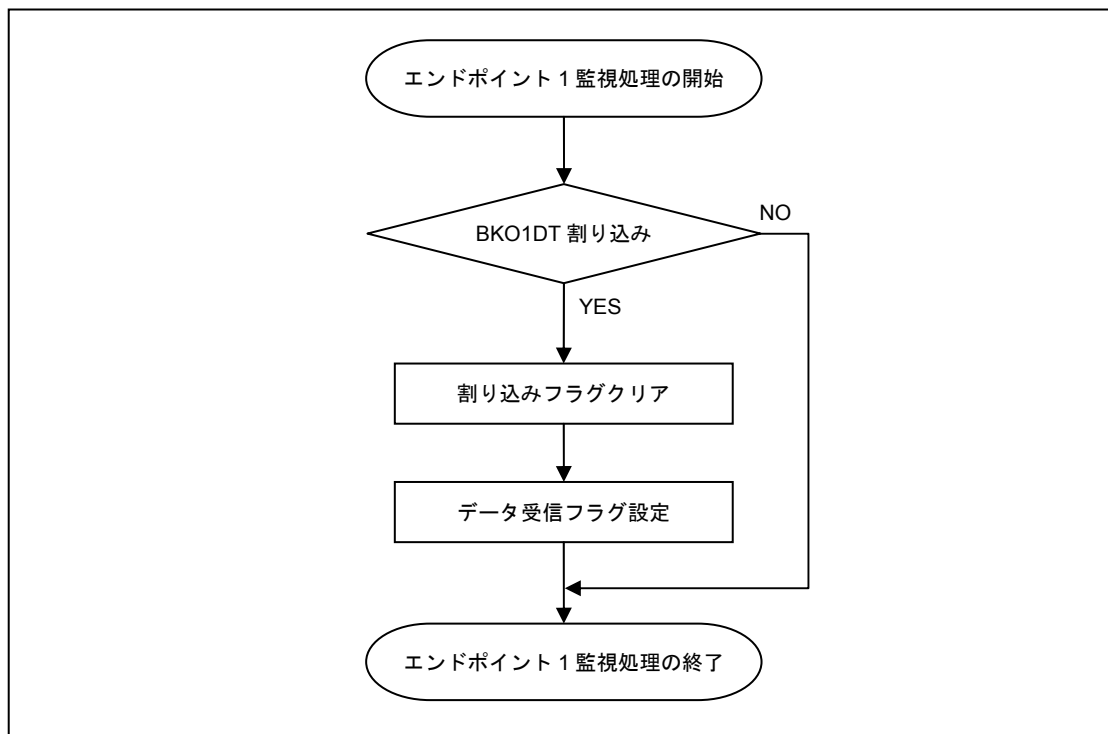 エンドポイント 1 監視処理の開始
BKO1DT 割り込み
NO
YES
割り込みフラグクリア
データ受信フラグ設定
エンドポイント 1 監視処理の終了